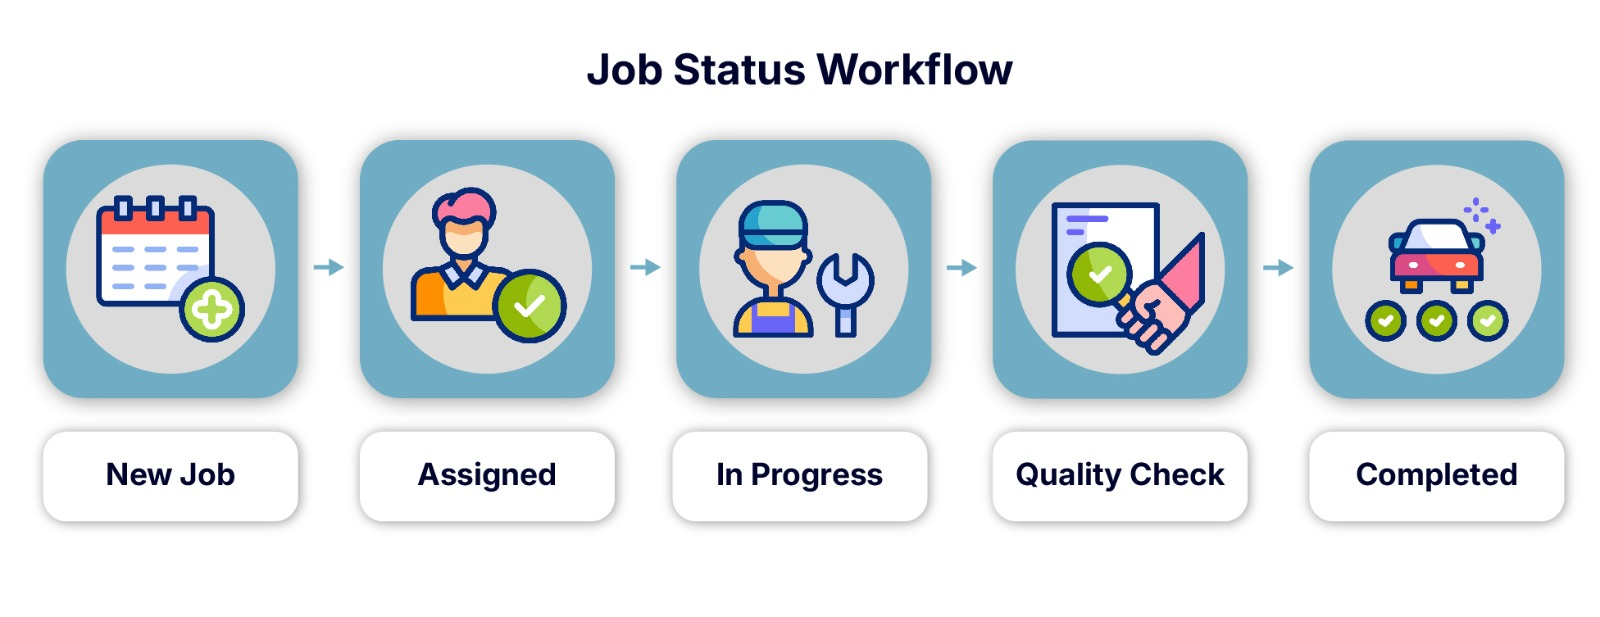 Job Status Workflow
New Job
Assigned
In Progress
Quality Check
Completed